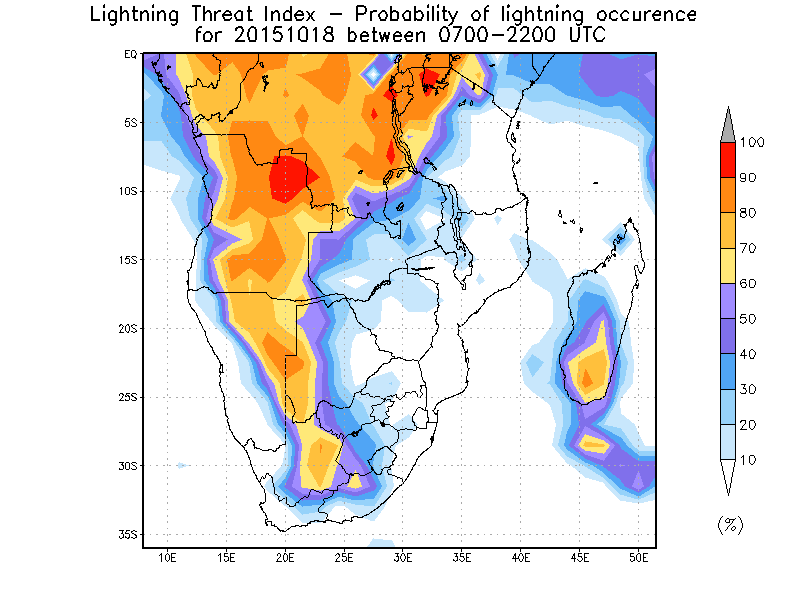 Lightning Threat Index – Probability of lightning occurence
for 20151018 between 0700–2200 UTC
EQ
5S
10S
15S
20S
25S
30S
35S
10E 15E 20E 25E 30E 35E 40E 45E 50E
100
90
80
70
60
50
40
30
20
10
(%)